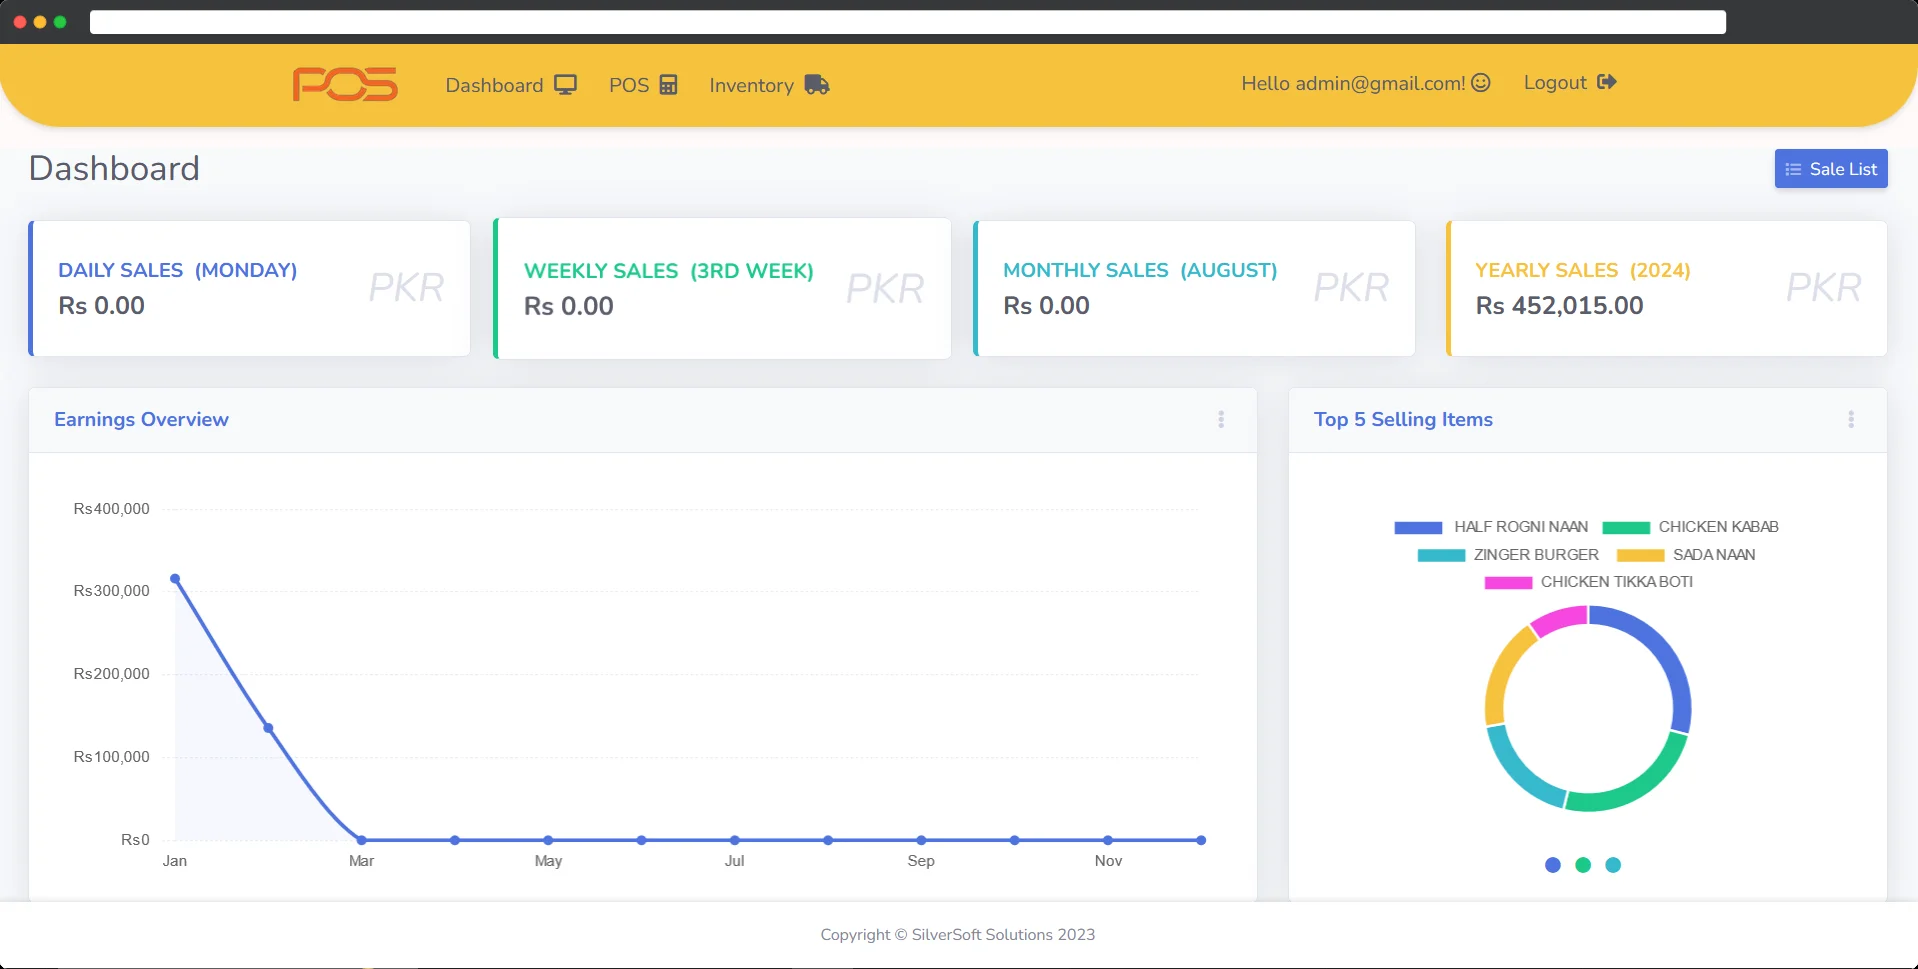 POS Dashboard POS Inventory Hello admin@gmail.com! Logout
Dashboard
Sale List
DAILY SALES (MONDAY)
Rs 0.00
PKR
WEEKLY SALES (3RD WEEK)
Rs 0.00
PKR
MONTHLY SALES (AUGUST)
Rs 0.00
PKR
YEARLY SALES (2024)
Rs 452,015.00
PKR
Earnings Overview
Rs400,000
Rs300,000
Rs200,000
Rs100,000
Rs0
Jan Mar May Jul Sep Nov
Top 5 Selling Items
HALF ROGNI NAAN CHICKEN KABAB
ZINGER BURGER SADA NAAN
CHICKEN TIKKA BOTI
Copyright © SilverSoft Solutions 2023